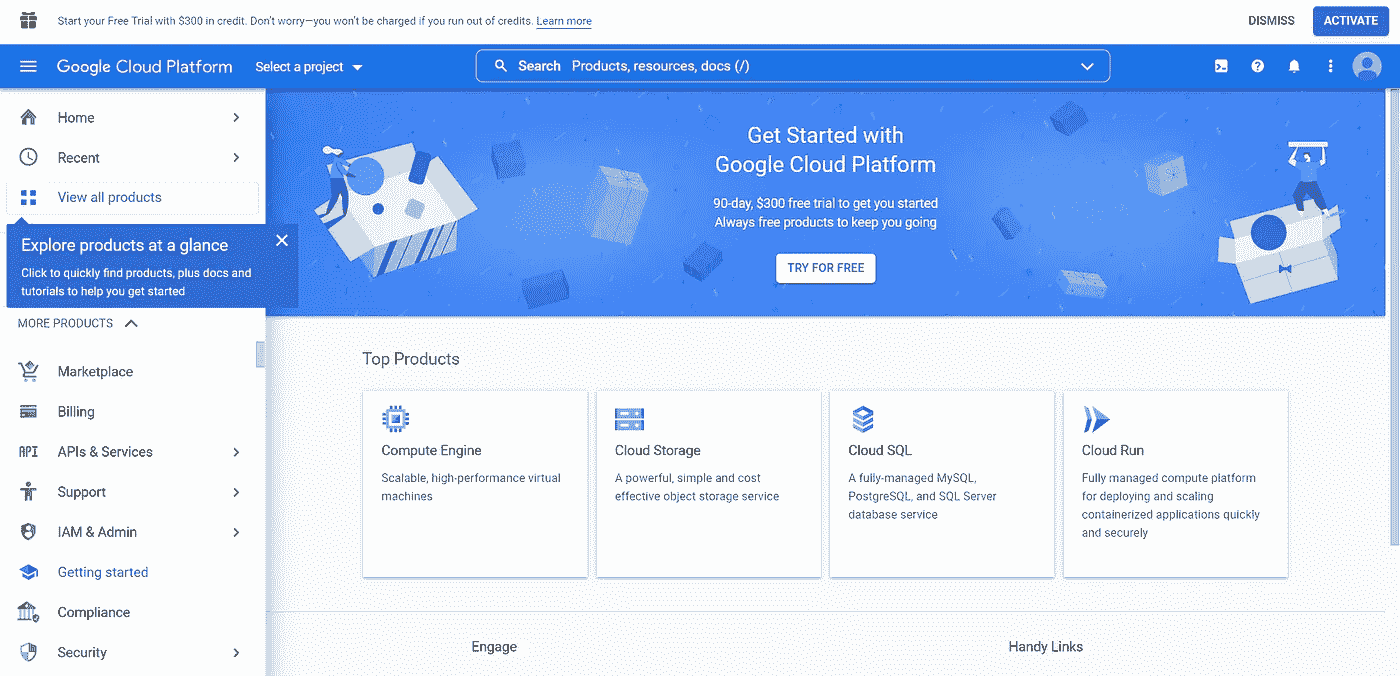 Start your Free Trial with $300 in credit. Don't worry—you won't be charged if you run out of credits. Learn more
DISMISS
ACTIVATE
Google Cloud Platform
Select a project
Search Products, resources, docs (/)
Home
Recent
View all products
Explore products at a glance
Click to quickly find products, plus docs and
tutorials to help you get started
MORE PRODUCTS
Marketplace
Billing
API APIs & Services
Support
IAM & Admin
Getting started
Compliance
Security
Get Started with
Google Cloud Platform
90-day, $300 free trial to get you started
Always free products to keep you going
TRY FOR FREE
Top Products
Compute Engine
Scalable, high-performance virtual
machines
Cloud Storage
A powerful, simple and cost
effective object storage service
Cloud SQL
A fully-managed MySQL,
PostgreSQL, and SQL Server
database service
Cloud Run
Fully managed compute platform
for deploying and scaling
containerized applications quickly
and securely
Engage
Handy Links